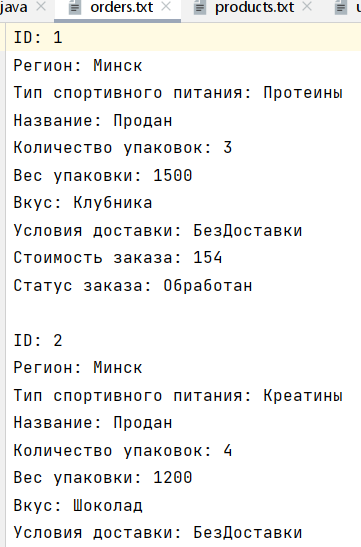 java orders.txt products.txt
ID: 1
Регион: Минск
Тип спортивного питания: Протеины
Название: Продан
Количество упаковок: 3
Вес упаковки: 1500
Вкус: Клубника
Условия доставки: БезДоставки
Стоимость заказа: 154
Статус заказа: Обработан
ID: 2
Регион: Минск
Тип спортивного питания: Креатины
Название: Продан
Количество упаковок: 4
Вес упаковки: 1200
Вкус: Шоколад
Условия доставки: БезДоставки